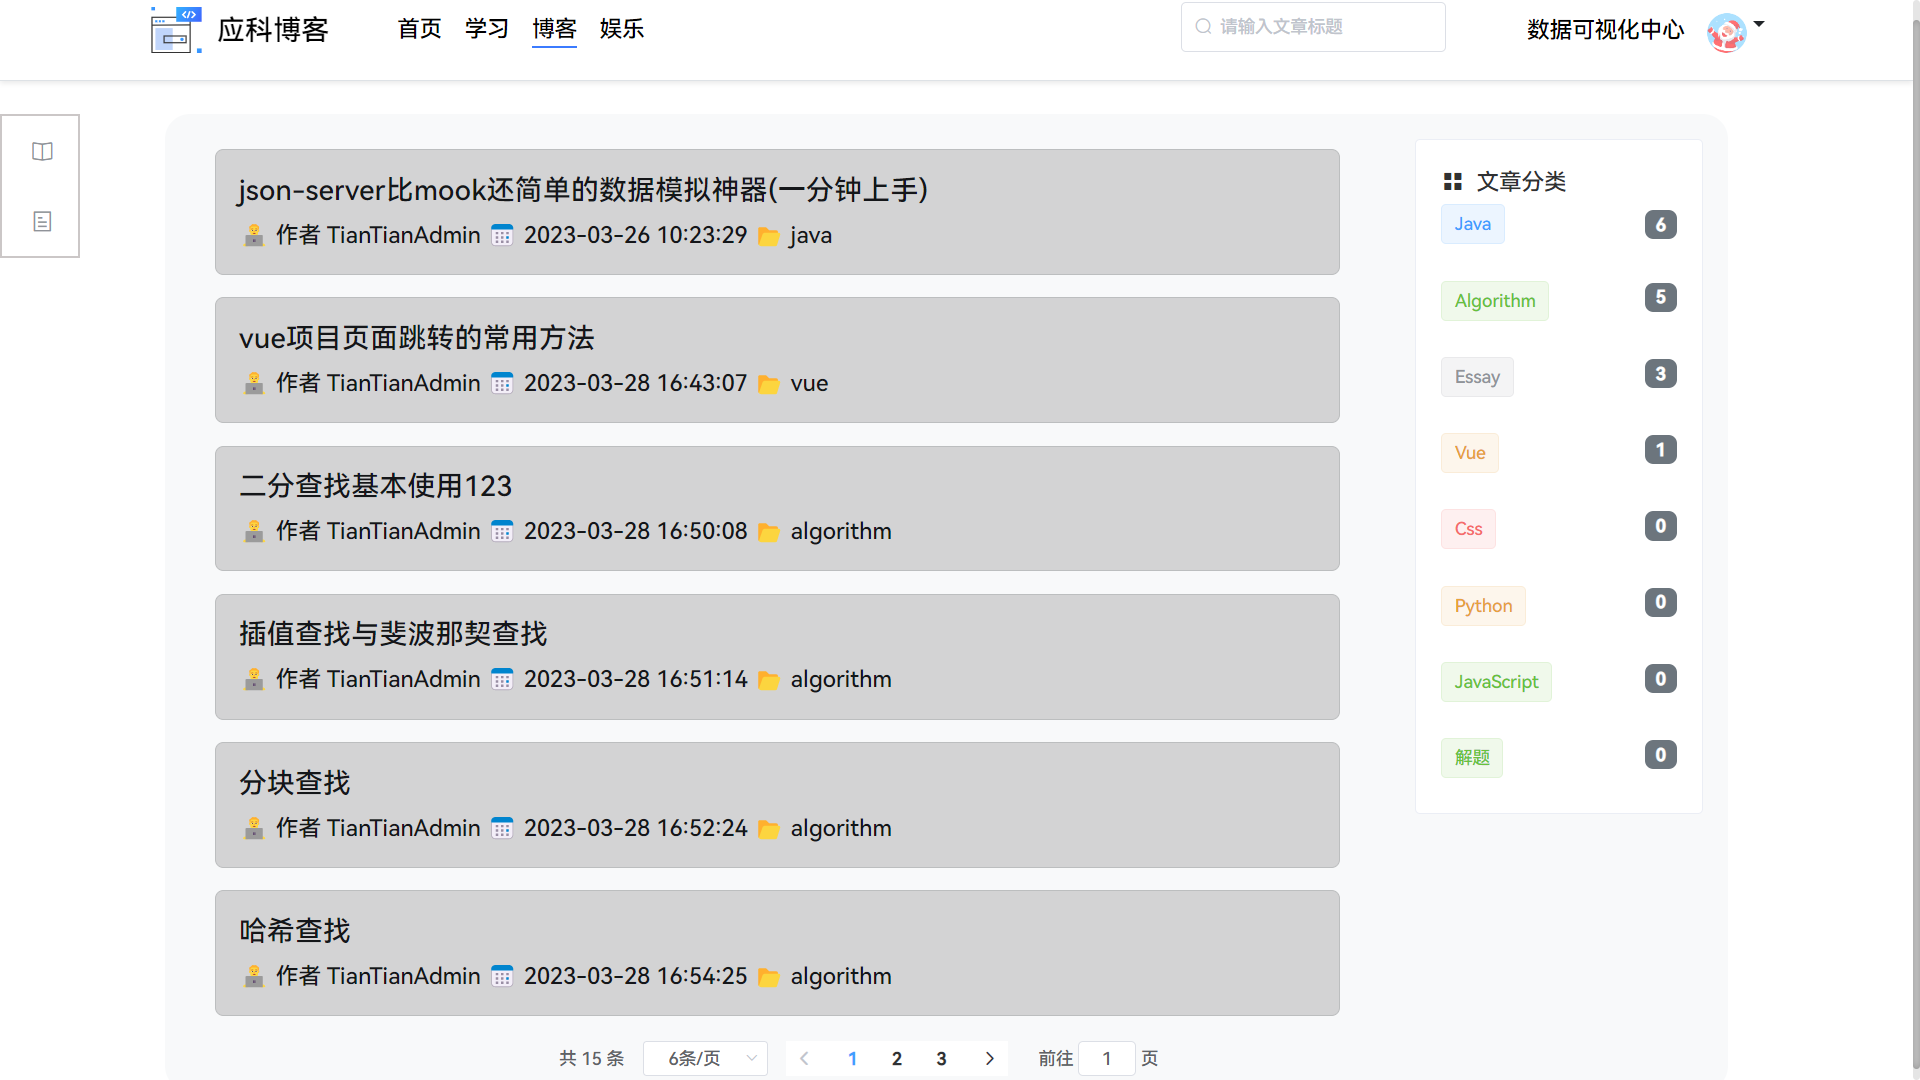 应科博客 首页 学习 博客 娱乐 请输入文章标题 数据可视化中心
json-server比mook还简单的数据模拟神器(一分钟上手)
作者 TianTianAdmin 2023-03-26 10:23:29 java
vue项目页面跳转的常用方法
作者 TianTianAdmin 2023-03-28 16:43:07 vue
二分查找基本使用123
作者 TianTianAdmin 2023-03-28 16:50:08 algorithm
插值查找与斐波那契查找
作者 TianTianAdmin 2023-03-28 16:51:14 algorithm
分块查找
作者 TianTianAdmin 2023-03-28 16:52:24 algorithm
哈希查找
作者 TianTianAdmin 2023-03-28 16:54:25 algorithm
共 15 条 6条/页 1 2 3 前往 1 页
文章分类
Java 6
Algorithm 5
Essay 3
Vue 1
Css 0
Python 0
JavaScript 0
解题 0